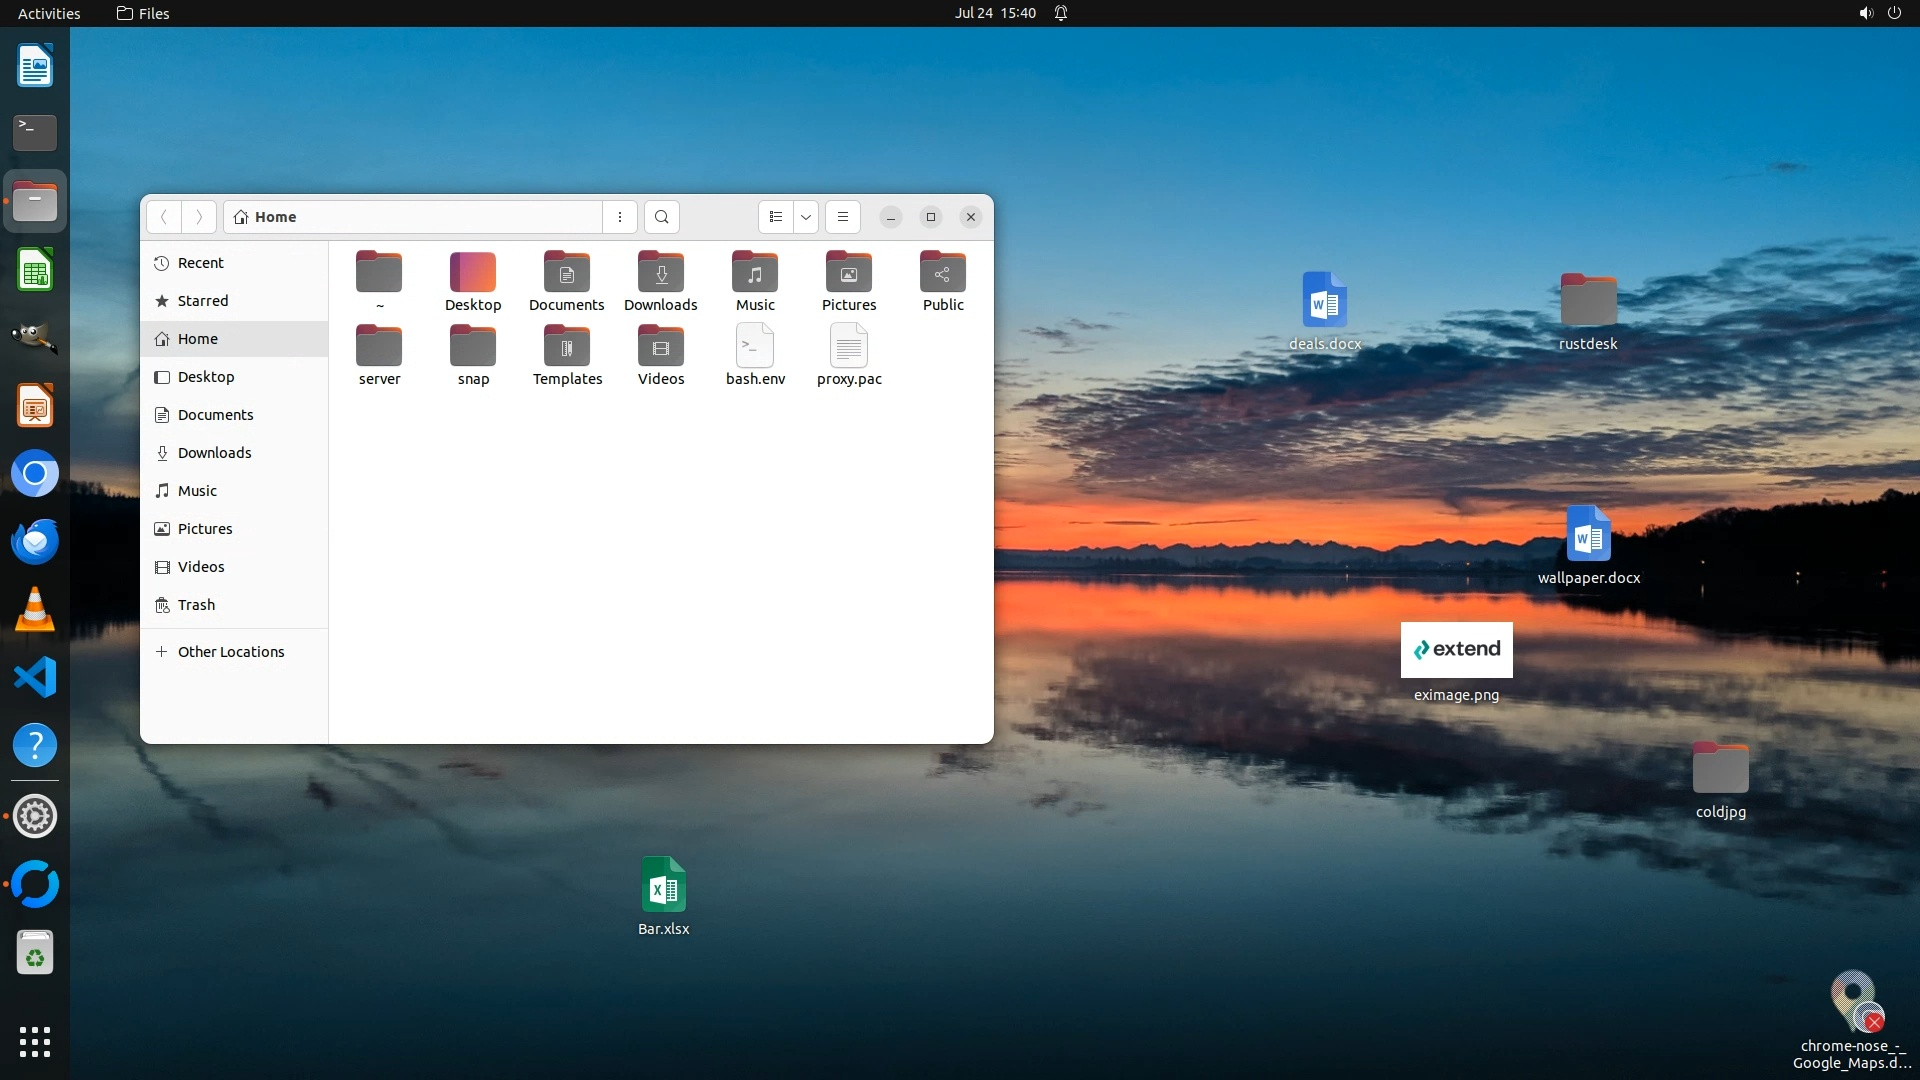 Activities
Files
Jul 24 15:40
Home
Recent
Starred
Home
Desktop
Documents
Downloads
Music
Pictures
Videos
Trash
Other Locations
~
Desktop
Documents
Downloads
Music
Pictures
Public
server
snap
Templates
Videos
bash.env
proxy.pac
deals.docx
rustdesk
wallpaper.docx
extend
eximage.png
coldjpg
Bar.xlsx
chrome-nose_-_
Google_Maps.d...